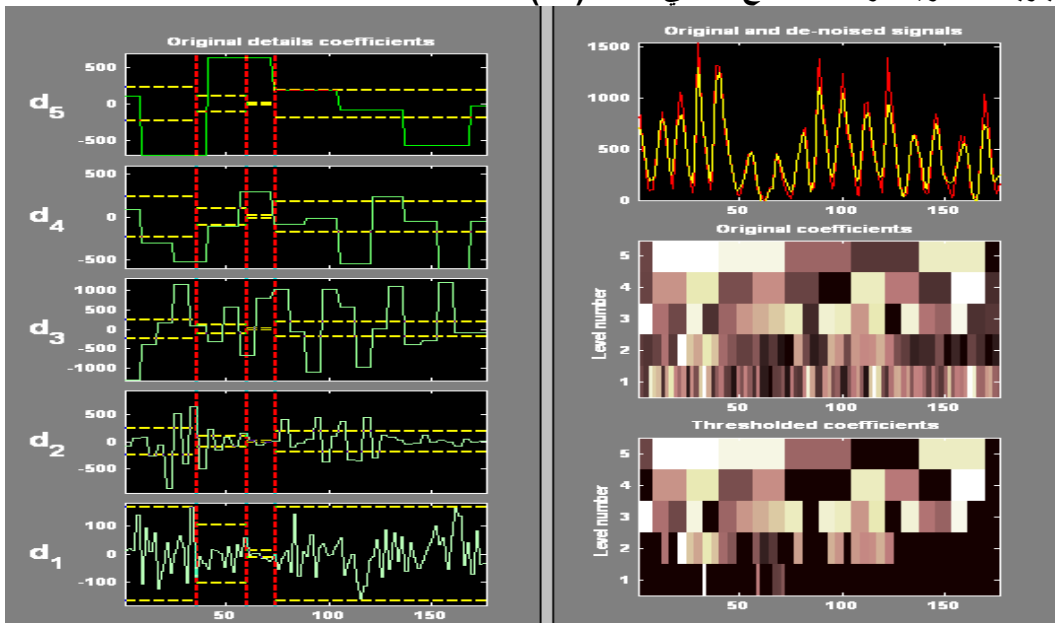 Original details coefficients
500
0
-500
d5
500
0
-500
d4
1000
500
0
-500
-1000
d3
500
0
-500
d2
100
0
-100
d1
50 100 150
Original and de-noised signals
1500
1000
500
0
50 100 150
Original coefficients
Level number
5
4
3
2
1
50 100 150
Thresholded coefficients
Level number
5
4
3
2
1
50 100 150